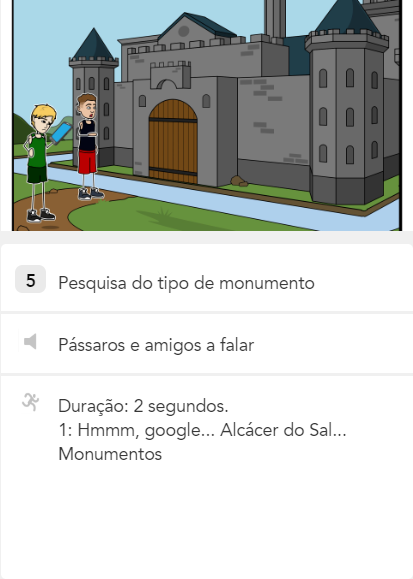 5 Pesquisa do tipo de monumento
Pássaros e amigos a falar
Duração: 2 segundos.
1: Hmmm, google... Alcácer do Sal...
Monumentos